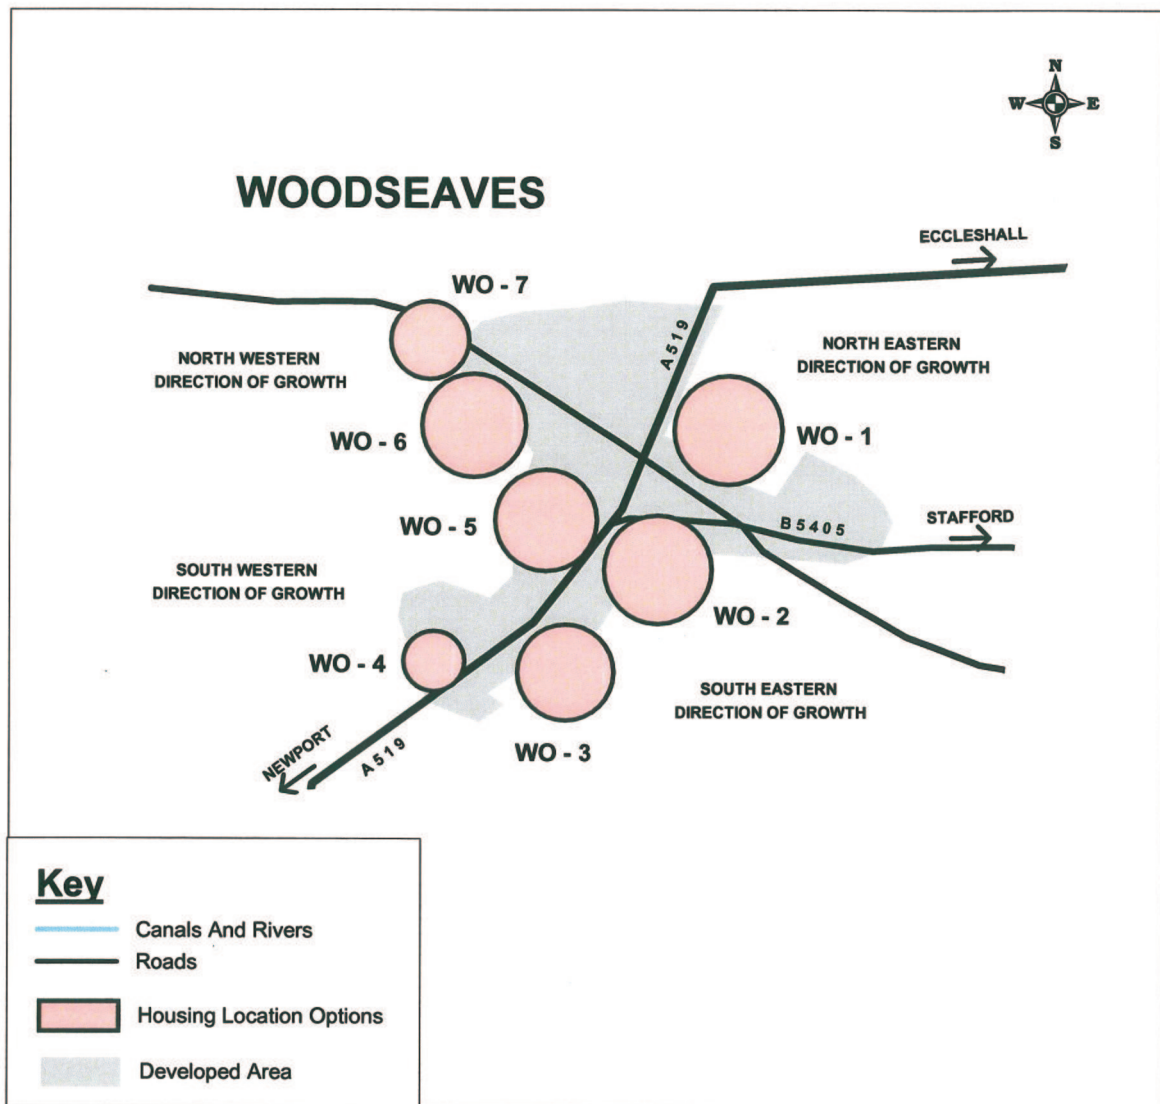 N
W E
S
WOODSEAVES
ECCLESHALL
WO - 7
A519
NORTH WESTERN
DIRECTION OF GROWTH
NORTH EASTERN
DIRECTION OF GROWTH
WO - 6
WO - 1
WO - 5
B5405
STAFFORD
SOUTH WESTERN
DIRECTION OF GROWTH
WO - 2
WO - 4
SOUTH EASTERN
DIRECTION OF GROWTH
WO - 3
NEWPORT
A519
Key
Canals And Rivers
Roads
Housing Location Options
Developed Area